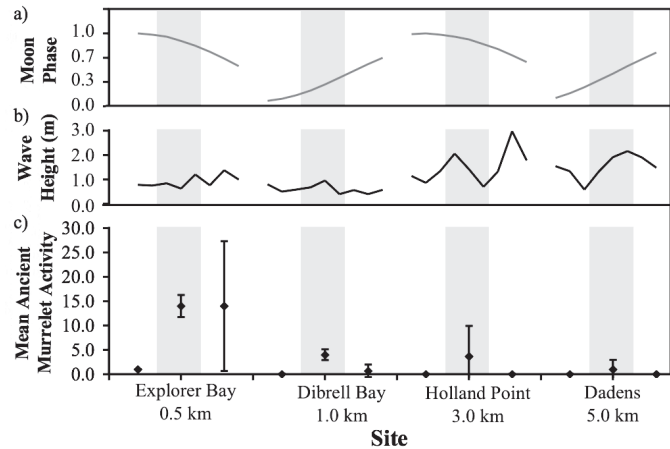 a)
Moon
Phase
1.0
0.7
0.3
0.0
b)
Wave
Height (m)
3.0
2.0
1.0
0.0
c)
Mean Ancient
Murrelet Activity
30.0
25.0
20.0
15.0
10.0
5.0
0.0
Explorer Bay Dibrell Bay Holland Point Dadens
0.5 km 1.0 km 3.0 km 5.0 km
Site